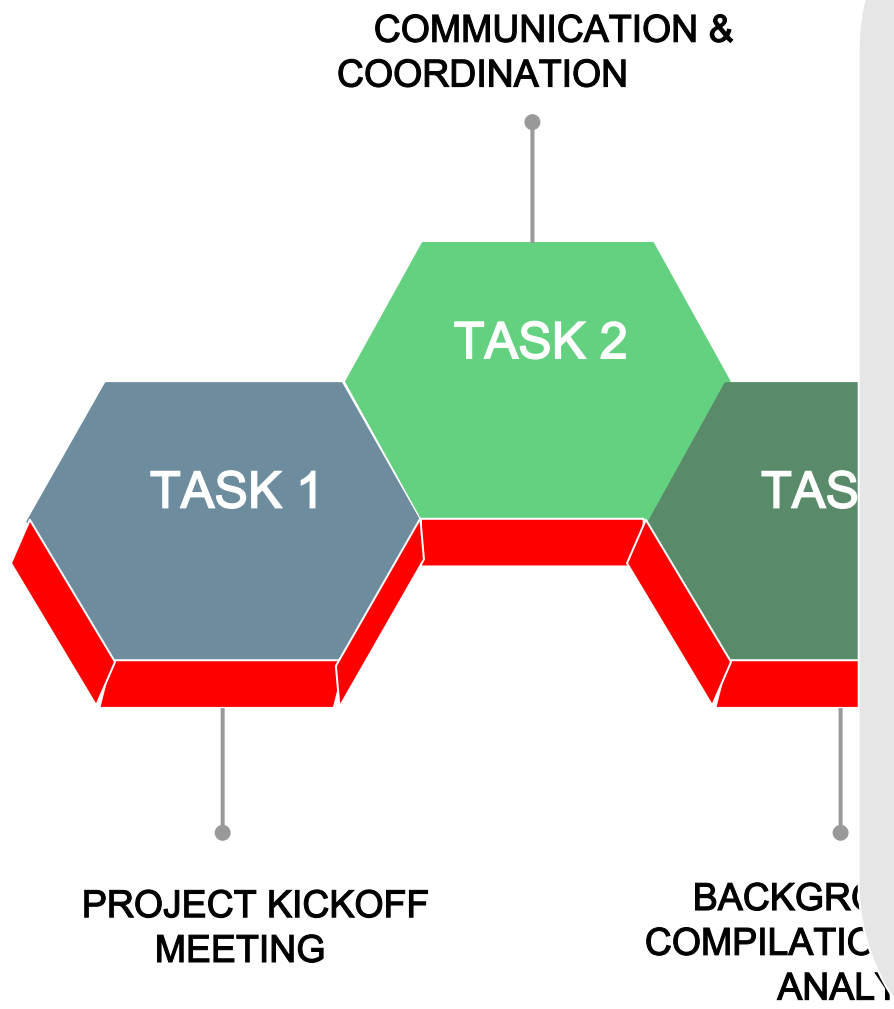 COMMUNICATION &
COORDINATION
TASK 2
TASK 1
PROJECT KICKOFF
MEETING